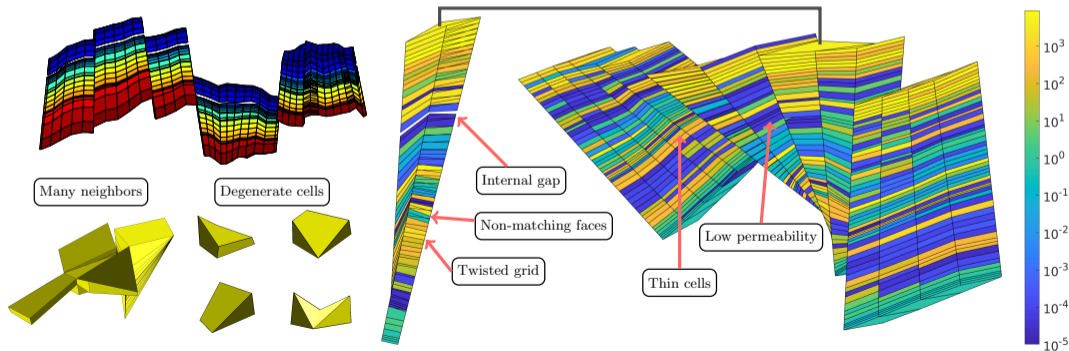 Many neighbors
Degenerate cells
Internal gap
Non-matching faces
Twisted grid
Low permeability
Thin cells
10³
10²
10¹
10⁰
10⁻¹
10⁻²
10⁻³
10⁻⁴
10⁻⁵